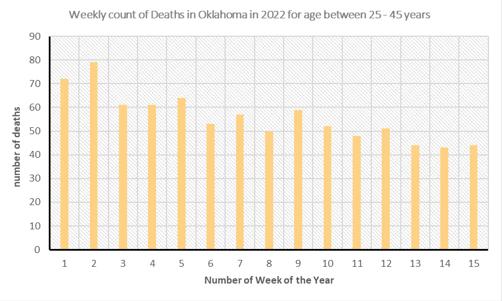 Weekly count of Deaths in Oklahoma in 2022 for age between 25 - 45 years
90
80
70
60
50
40
30
20
10
0
number of deaths
1 2 3 4 5 6 7 8 9 10 11 12 13 14 15
Number of Week of the Year